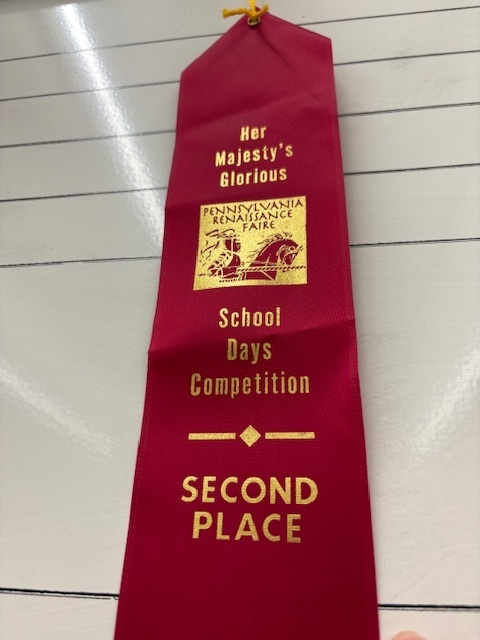 Her
Majesty's
Glorious
PENNSYLVANIA
RENAISSANCE
FAIRE
School
Days
Competition
SECOND
PLACE